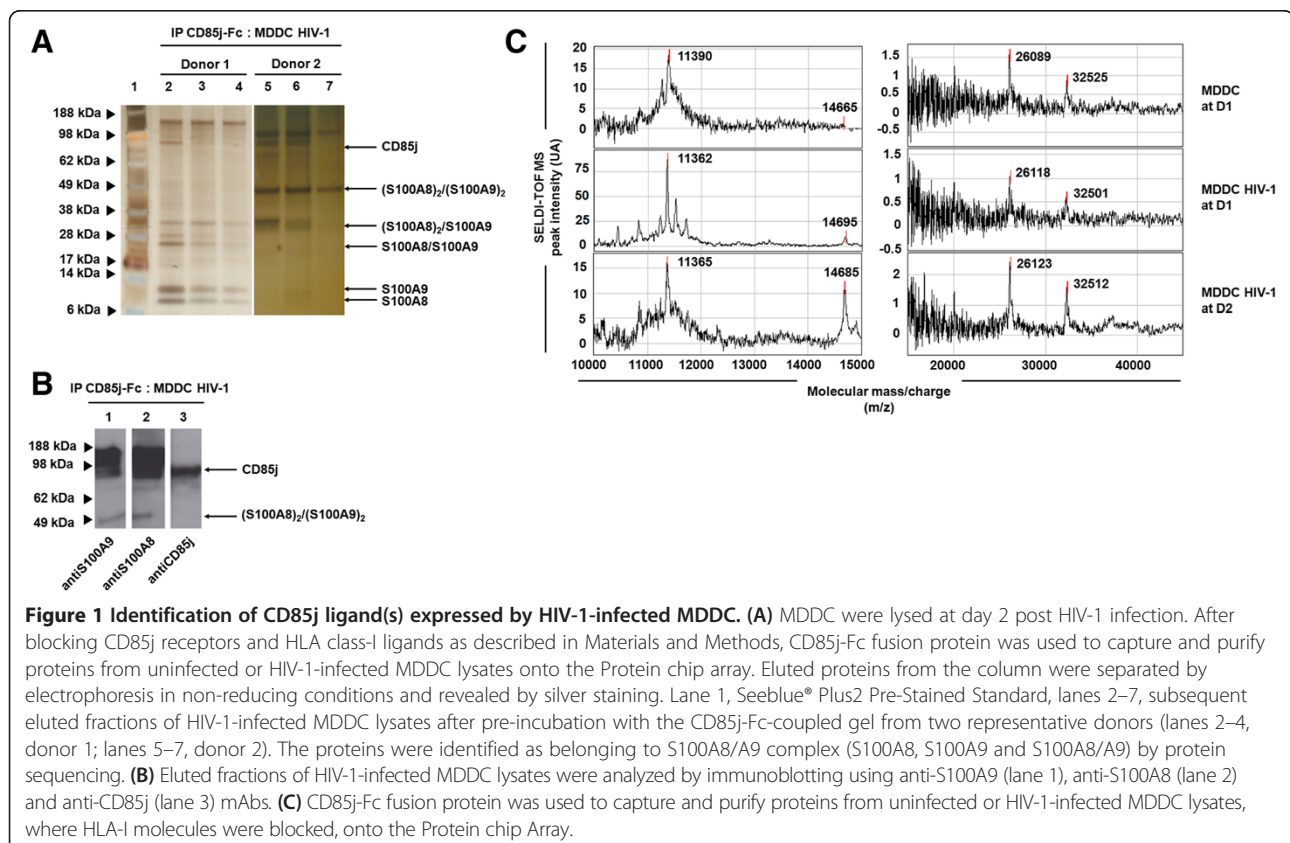 A
IP CD85j-Fc : MDDC HIV-1
Donor 1 Donor 2
1 2 3 4 5 6 7
188 kDa
98 kDa
62 kDa
49 kDa
38 kDa
28 kDa
17 kDa
14 kDa
6 kDa
CD85j
(S100A8)2/(S100A9)2
(S100A8)2/S100A9
S100A8/S100A9
S100A9
S100A8
B
IP CD85j-Fc : MDDC HIV-1
1 2 3
188 kDa
98 kDa
62 kDa
49 kDa
CD85j
(S100A8)2/(S100A9)2
antiS100A9
antiS100A8
antiCD85j
C
SELDI-TOF MS
peak intensity (UA)
20
15
10
5
0
11390
14665
75
50
25
0
11362
14695
15
10
5
0
11365
14685
10000 11000 12000 13000 14000 15000
1.5
1
0.5
0
-0.5
26089
32525
MDDC
at D1
1.5
1
0.5
0
-0.5
26118
32501
MDDC HIV-1
at D1
2
1
0
26123
32512
MDDC HIV-1
at D2
20000 30000 40000
Molecular mass/charge
(m/z)
Figure 1 Identification of CD85j ligand(s) expressed by HIV-1-infected MDDC. (A) MDDC were lysed at day 2 post HIV-1 infection. After
blocking CD85j receptors and HLA class-I ligands as described in Materials and Methods, CD85j-Fc fusion protein was used to capture and purify
proteins from uninfected or HIV-1-infected MDDC lysates onto the Protein chip array. Eluted proteins from the column were separated by
electrophoresis in non-reducing conditions and revealed by silver staining. Lane 1, Seeblue® Plus2 Pre-Stained Standard, lanes 2–7, subsequent
eluted fractions of HIV-1-infected MDDC lysates after pre-incubation with the CD85j-Fc-coupled gel from two representative donors (lanes 2–4,
donor 1; lanes 5–7, donor 2). The proteins were identified as belonging to S100A8/A9 complex (S100A8, S100A9 and S100A8/A9) by protein
sequencing. (B) Eluted fractions of HIV-1-infected MDDC lysates were analyzed by immunoblotting using anti-S100A9 (lane 1), anti-S100A8 (lane 2)
and anti-CD85j (lane 3) mAbs. (C) CD85j-Fc fusion protein was used to capture and purify proteins from uninfected or HIV-1-infected MDDC lysates,
where HLA-I molecules were blocked, onto the Protein chip Array.